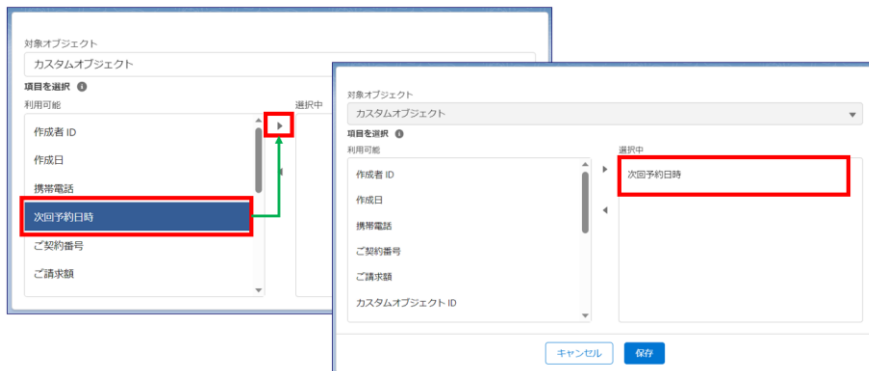 対象オブジェクト
カスタムオブジェクト
項目を選択
利用可能
選択中
作成者 ID
作成日
携帯電話
次回予約日時
ご契約番号
ご請求額
対象オブジェクト
カスタムオブジェクト
項目を選択
利用可能
選択中
作成者 ID
作成日
携帯電話
ご契約番号
ご請求額
カスタムオブジェクト ID
次回予約日時
キャンセル
保存